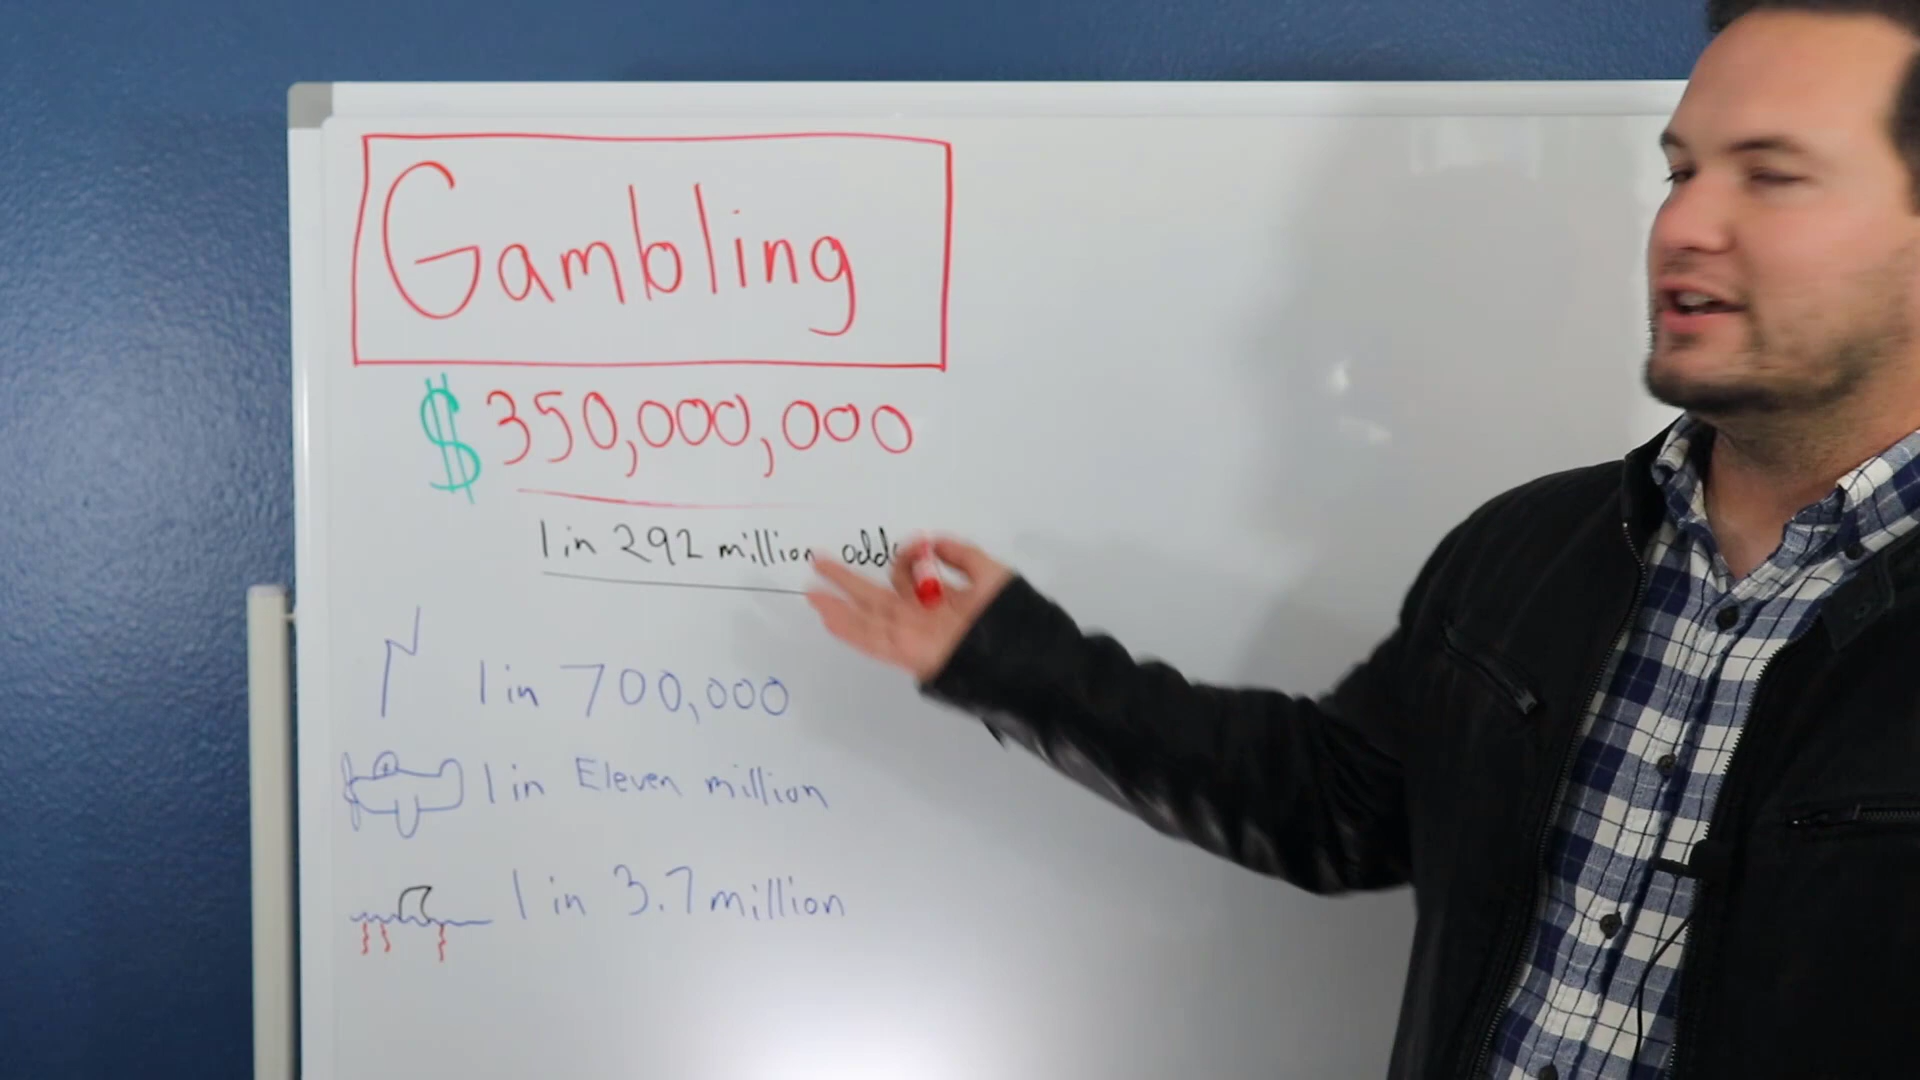 Gambling
$350,000,000
1 in 292 million odds
1 in 700,000
1 in Eleven million
1 in 3.7 million